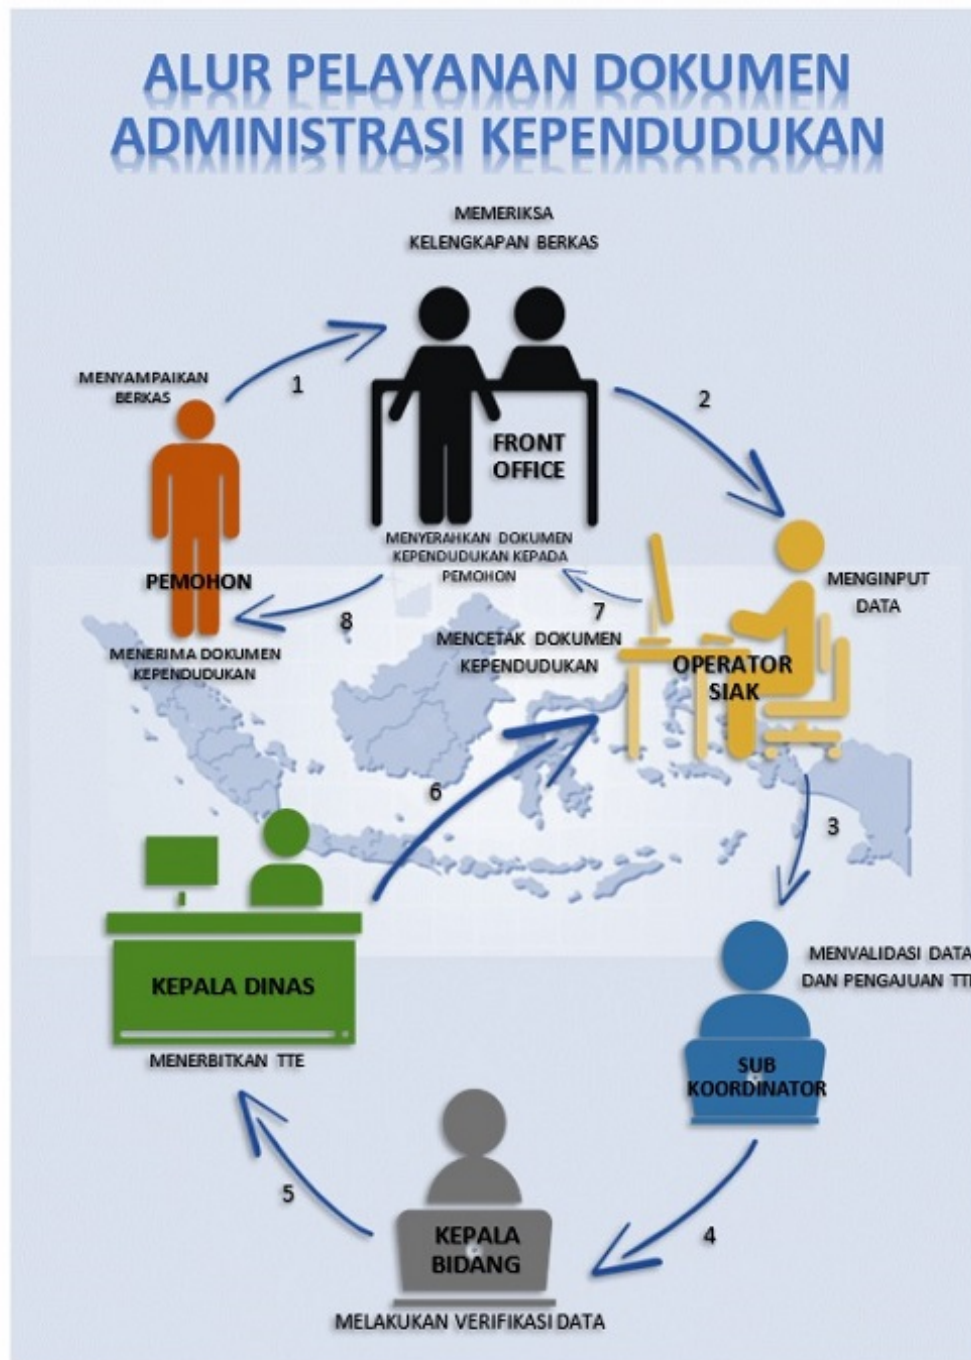 ALUR PELAYANAN DOKUMEN
ADMINISTRASI KEPENDUDUKAN
MEMERIKSA
KELENGKAPAN BERKAS
1
MENYAMPAIKAN
BERKAS
2
FRONT
OFFICE
MENYERAHKAN DOKUMEN
KEPENDUDUKAN KEPADA
PEMOHON
PEMOHON
MENERIMA DOKUMEN
KEPENDUDUKAN
8
7
MENGINPUT
DATA
MENCETAK DOKUMEN
KEPENDUDUKAN
OPERATOR
SIAK
6
3
KEPALA DINAS
MENERBITKAN TTE
MENVALIDASI DATA
DAN PENGAJUAN TTE
SUB
KOORDINATOR
5
4
KEPALA
BIDANG
MELAKUKAN VERIFIKASI DATA